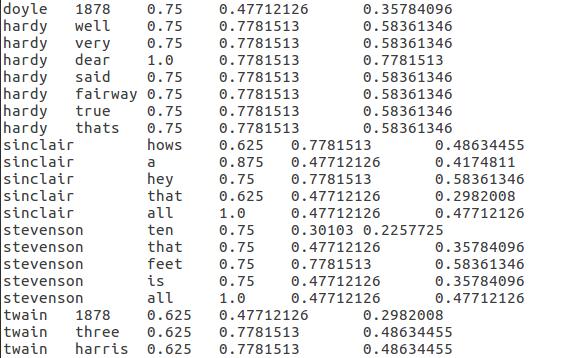 doyle 1878 0.75 0.47712126 0.35784096
hardy well 0.75 0.7781513 0.58361346
hardy very 0.75 0.7781513 0.58361346
hardy dear 1.0 0.7781513 0.7781513
hardy said 0.75 0.7781513 0.58361346
hardy fairway 0.75 0.7781513 0.58361346
hardy true 0.75 0.7781513 0.58361346
hardy thats 0.75 0.7781513 0.58361346
sinclair hows 0.625 0.7781513 0.48634455
sinclair a 0.875 0.47712126 0.4174811
sinclair hey 0.75 0.7781513 0.58361346
sinclair that 0.625 0.47712126 0.2982008
sinclair all 1.0 0.47712126 0.47712126
stevenson ten 0.75 0.30103 0.2257725
stevenson that 0.75 0.47712126 0.35784096
stevenson feet 0.75 0.7781513 0.58361346
stevenson is 0.75 0.47712126 0.35784096
stevenson all 1.0 0.47712126 0.47712126
twain 1878 0.625 0.47712126 0.2982008
twain three 0.625 0.7781513 0.48634455
twain harris 0.625 0.7781513 0.48634455